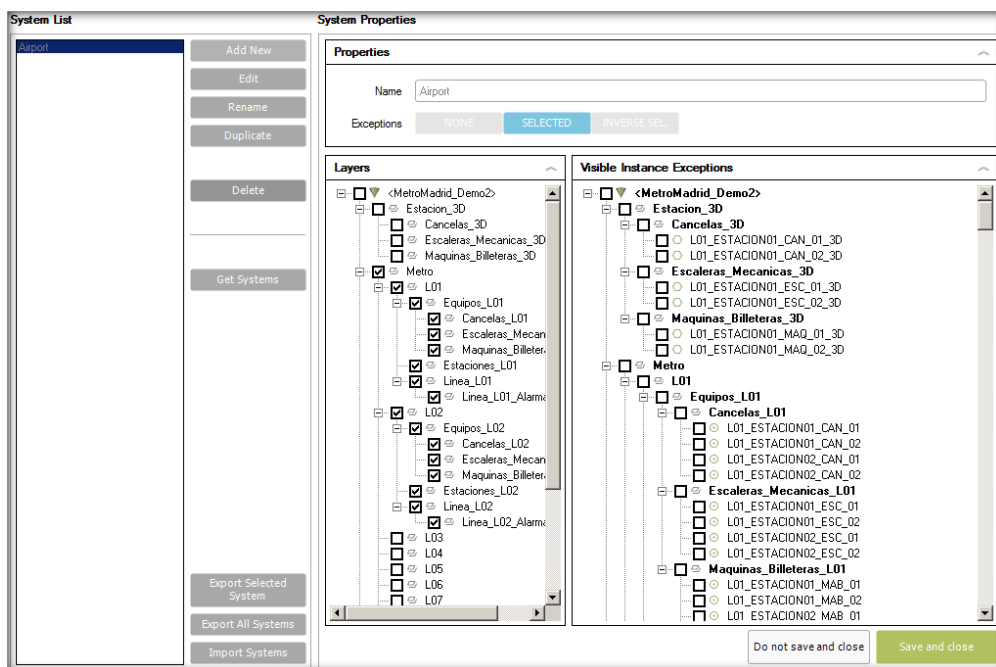 System List
Airport
Add New
Edit
Rename
Duplicate
Delete
Get Systems
Export Selected
System
Export All Systems
Import Systems
System Properties
Properties
Name
Airport
Exceptions
NONE
SELECTED
INVERSE SEL.
Layers
<MetroMadrid_Demo2>
Estacion_3D
Cancelas_3D
Escaleras_Mecanicas_3D
Maquinas_Billeteras_3D
Metro
L01
Equipos_L01
Cancelas_L01
Escaleras_Mecan
Maquinas_Billeter
Estaciones_L01
Linea_L01
Linea_L01_Alarma
L02
Equipos_L02
Cancelas_L02
Escaleras_Mecan
Maquinas_Billeter
Estaciones_L02
Linea_L02
Linea_L02_Alarma
L03
L04
L05
L06
L07
Visible Instance Exceptions
<MetroMadrid_Demo2>
Estacion_3D
Cancelas_3D
L01_ESTACION01_CAN_01_3D
L01_ESTACION01_CAN_02_3D
Escaleras_Mecanicas_3D
L01_ESTACION01_ESC_01_3D
L01_ESTACION01_ESC_02_3D
Maquinas_Billeteras_3D
L01_ESTACION01_MAQ_01_3D
L01_ESTACION01_MAQ_02_3D
Metro
L01
Equipos_L01
Cancelas_L01
L01_ESTACION01_CAN_01
L01_ESTACION01_CAN_02
L01_ESTACION02_CAN_01
L01_ESTACION02_CAN_02
Escaleras_Mecanicas_L01
L01_ESTACION01_ESC_01
L01_ESTACION01_ESC_02
L01_ESTACION02_ESC_01
L01_ESTACION02_ESC_02
Maquinas_Billeteras_L01
L01_ESTACION01_MAB_01
L01_ESTACION01_MAB_02
L01_ESTACION02_MAB_01
Do not save and close
Save and close